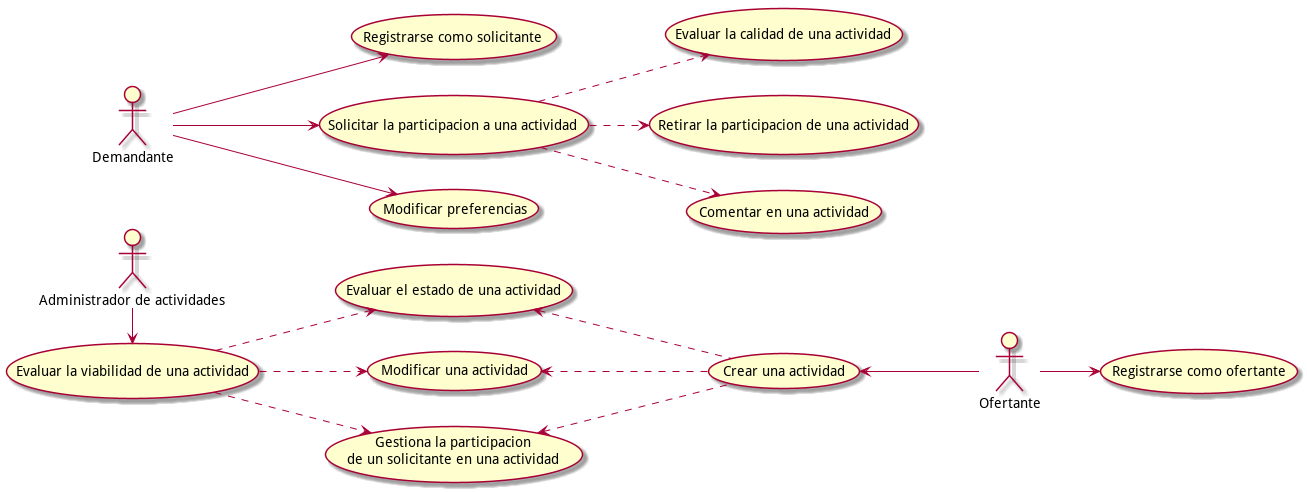 Registrarse como solicitante
Evaluar la calidad de una actividad
Solicitar la participacion a una actividad
Retirar la participacion de una actividad
Demandante
Modificar preferencias
Comentar en una actividad
Administrador de actividades
Evaluar el estado de una actividad
Evaluar la viabilidad de una actividad
Modificar una actividad
Crear una actividad
Ofertante
Registrarse como ofertante
Gestiona la participacion
de un solicitante en una actividad